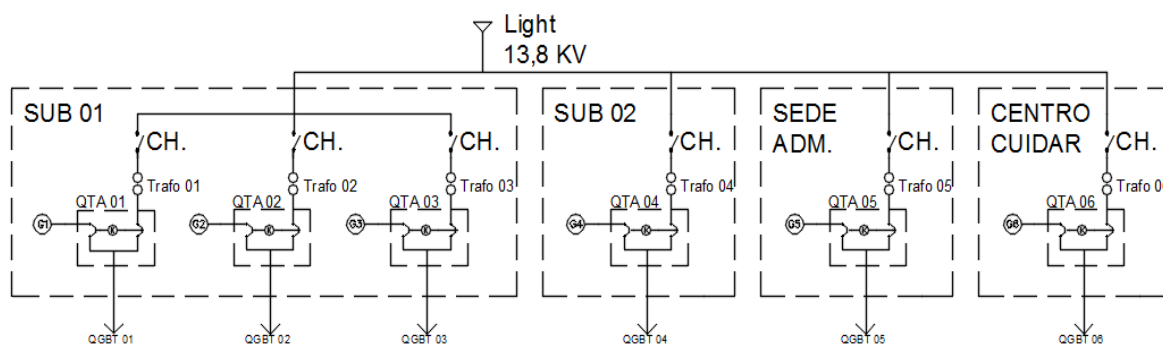 Light
13,8 KV
SUB 01
CH.
CH.
CH.
Trafo 01
Trafo 02
Trafo 03
QTA 01
QTA 02
QTA 03
G1
K
G2
K
G3
K
QGBT 01
QGBT 02
QGBT 03
SUB 02
CH.
Trafo 04
QTA 04
G4
K
QGBT 04
SEDE
ADM.
CH.
Trafo 05
QTA 05
G5
K
QGBT 05
CENTRO
CUIDAR
CH.
Trafo 0
QTA 06
G6
K
QGBT 06